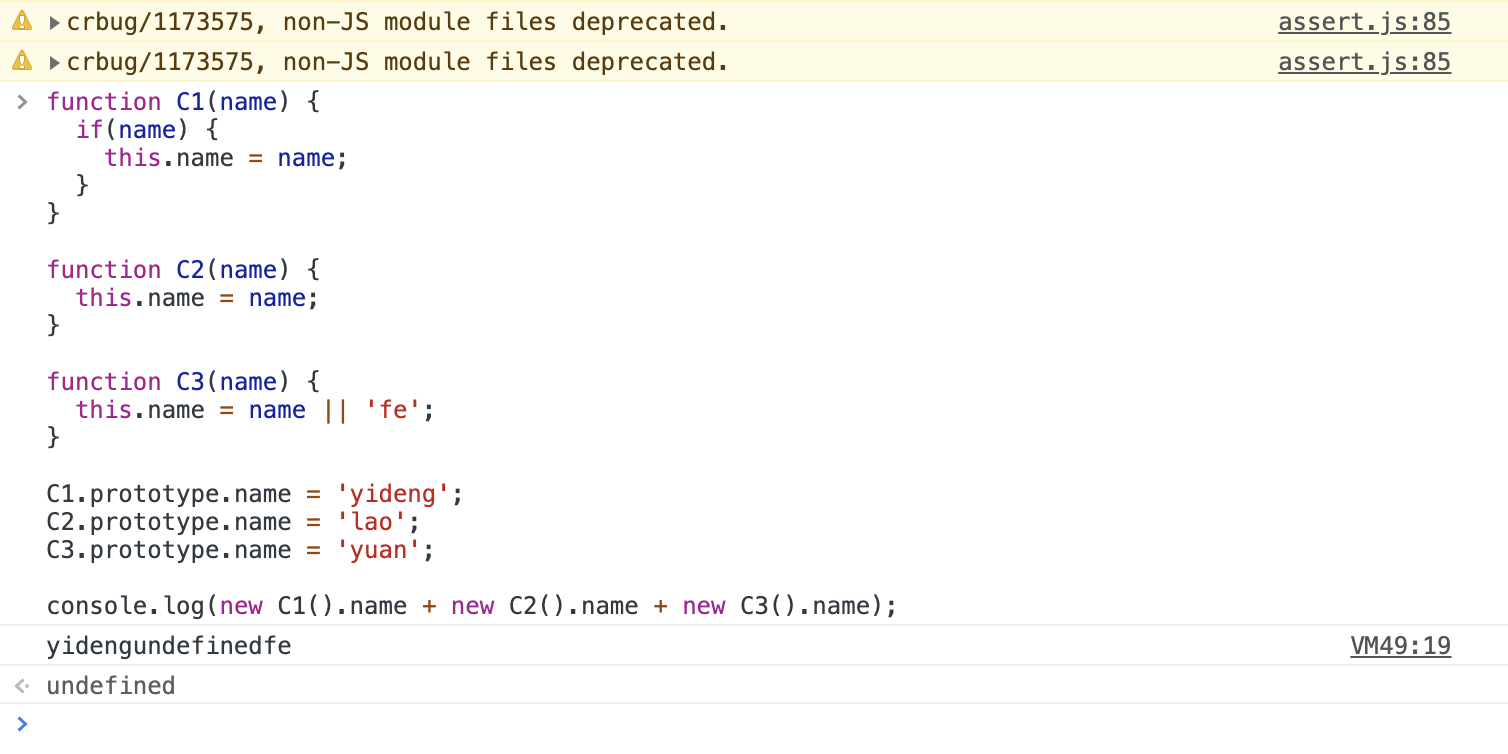 crbug/1173575, non-JS module files deprecated. assert.js:85
crbug/1173575, non-JS module files deprecated. assert.js:85
function C1(name) {
  if(name) {
    this.name = name;
  }
}

function C2(name) {
  this.name = name;
}

function C3(name) {
  this.name = name || 'fe';
}

C1.prototype.name = 'yideng';
C2.prototype.name = 'lao';
C3.prototype.name = 'yuan';

console.log(new C1().name + new C2().name + new C3().name);
yidengundefinedfe VM49:19
undefined